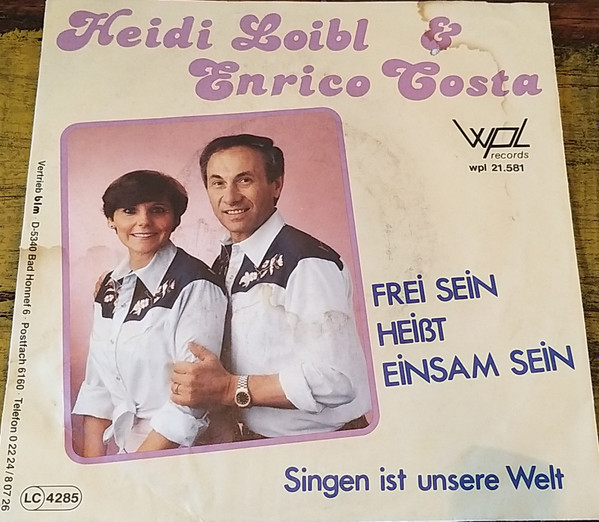 Heidi Loibl &
Enrico Costa
wpl
records
wpl 21.581
FREI SEIN
HEIßT
EINSAM SEIN
Singen ist unsere Welt
Vertrieb blm D-5340 Bad Honnef 6 · Postfach 6160 · Telefon 0 22 24 / 8 07 26
LC 4285